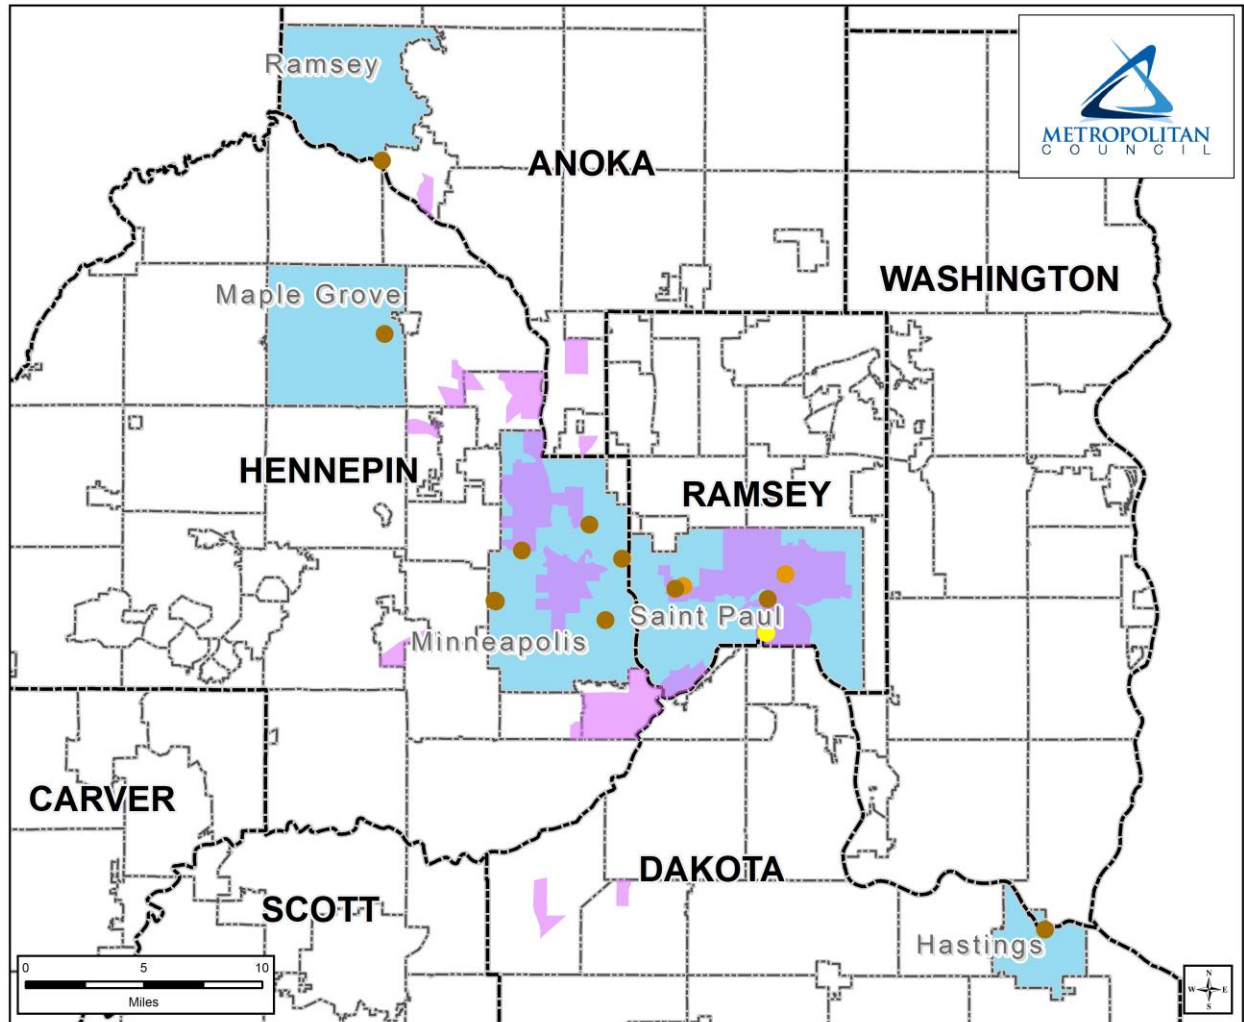 Ramsey
METROPOLITAN
COUNCIL
ANOKA
WASHINGTON
Maple Grove
HENNEPIN
RAMSEY
Saint Paul
Minneapolis
CARVER
DAKOTA
SCOTT
Hastings
0 5 10
Miles
N
W E
S